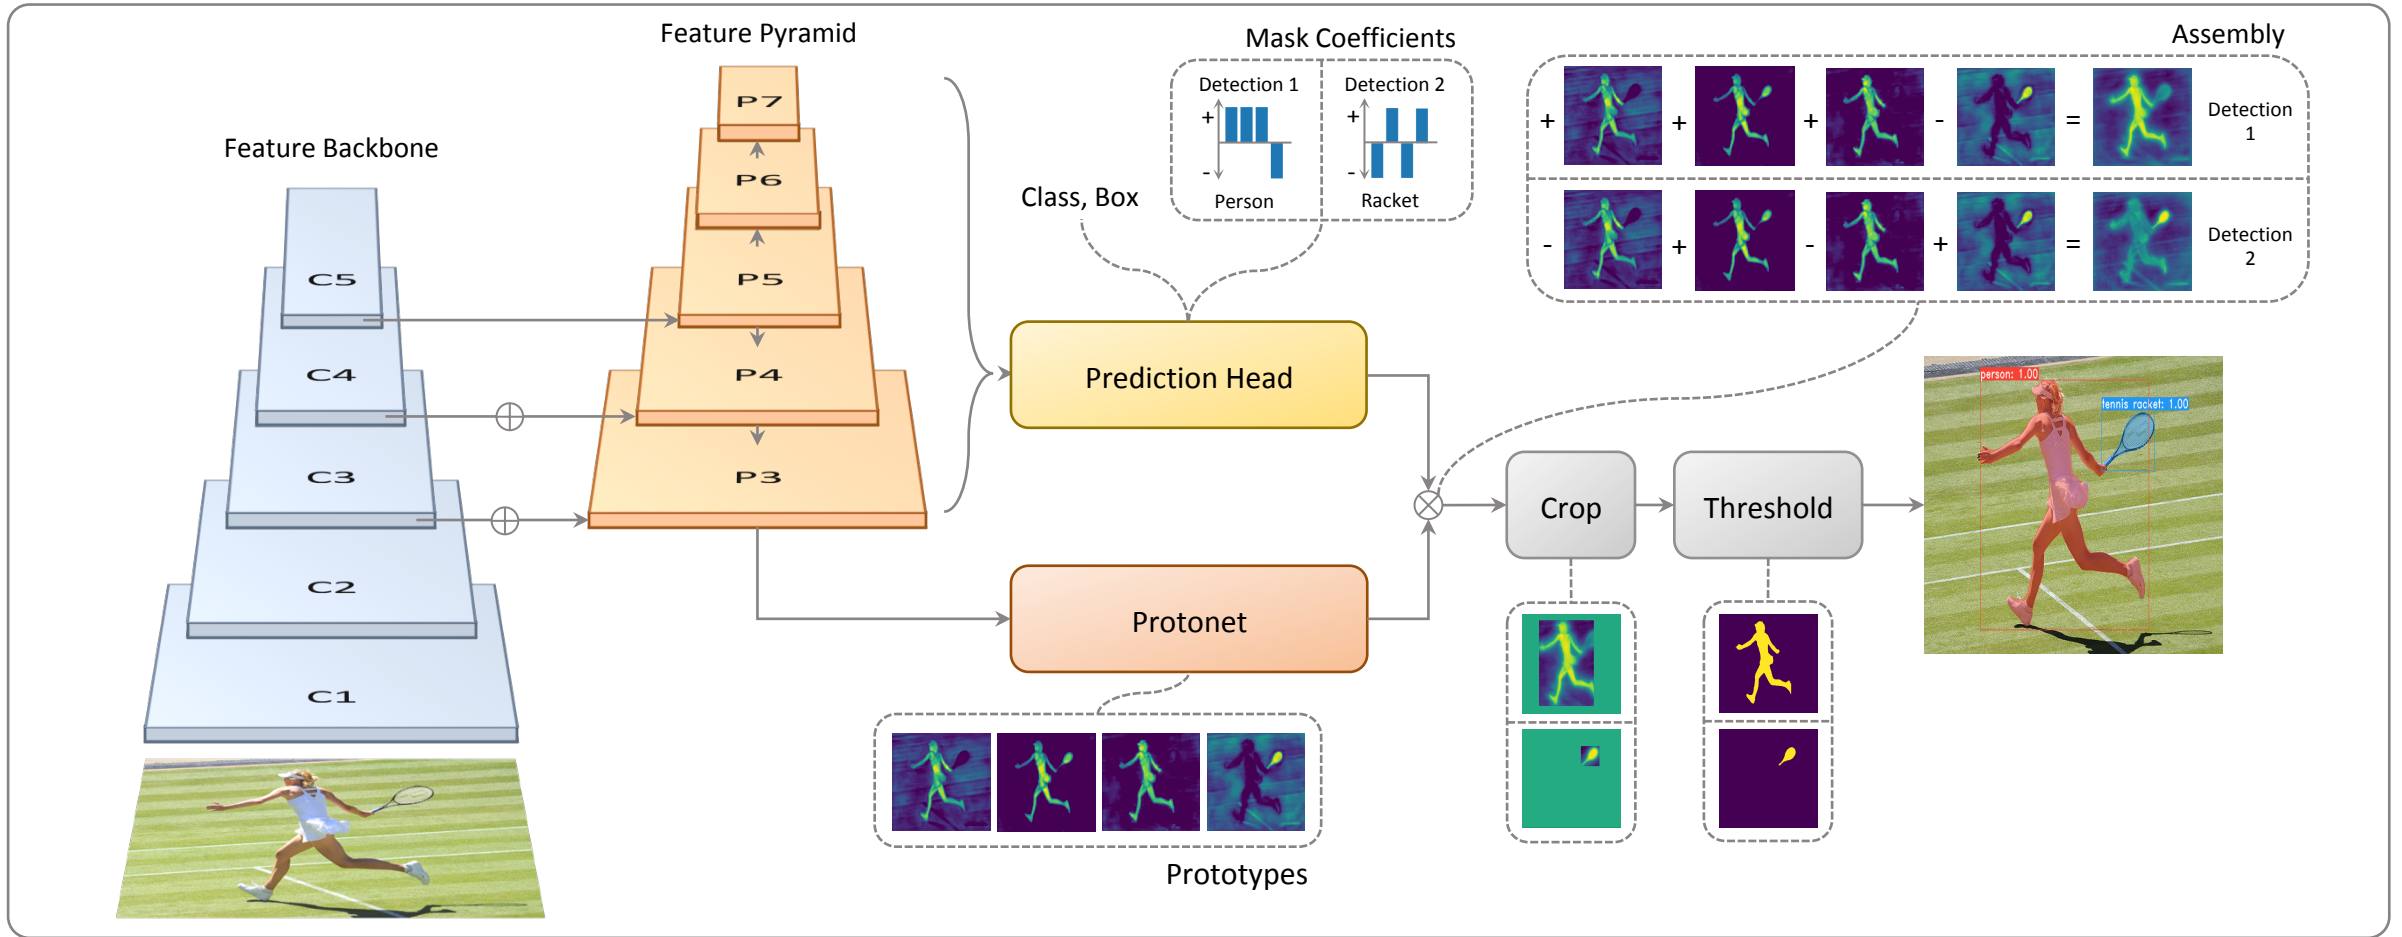 Feature Backbone
C5
C4
C3
C2
C1
Feature Pyramid
P7
P6
P5
P4
P3
Class, Box
Mask Coefficients
Detection 1
+
-
Person
Detection 2
+
-
Racket
Prediction Head
Protonet
Prototypes
Assembly
+ + + - = Detection
1
- + - + = Detection
2
Crop
Threshold
person: 1.00
tennis racket: 1.00